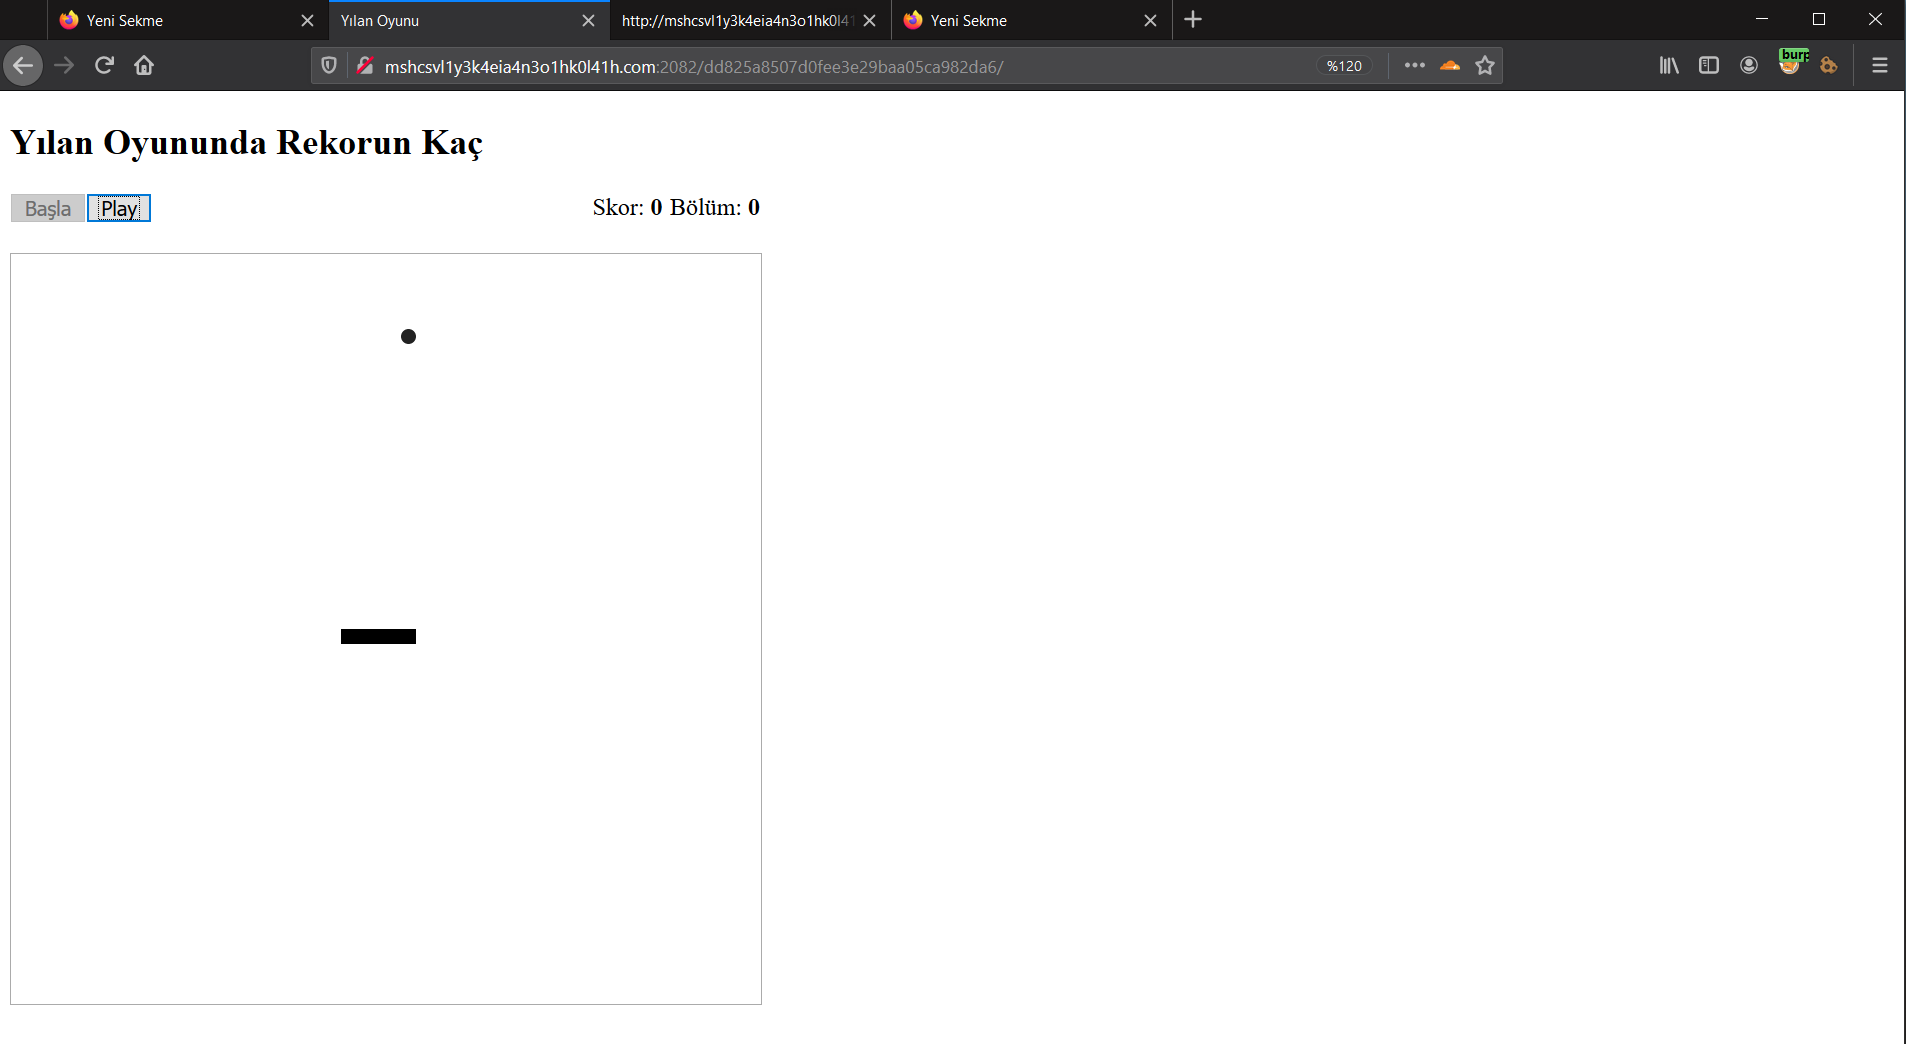 Yeni Sekme
Yılan Oyunu
http://mshcsvl1y3k4eia4n3o1hk0l41
Yeni Sekme
mshcsvl1y3k4eia4n3o1hk0l41h.com:2082/dd825a8507d0fee3e29baa05ca982da6/
%120
burp
Yılan Oyununda Rekorun Kaç
Başla Play
Skor: 0 Bölüm: 0